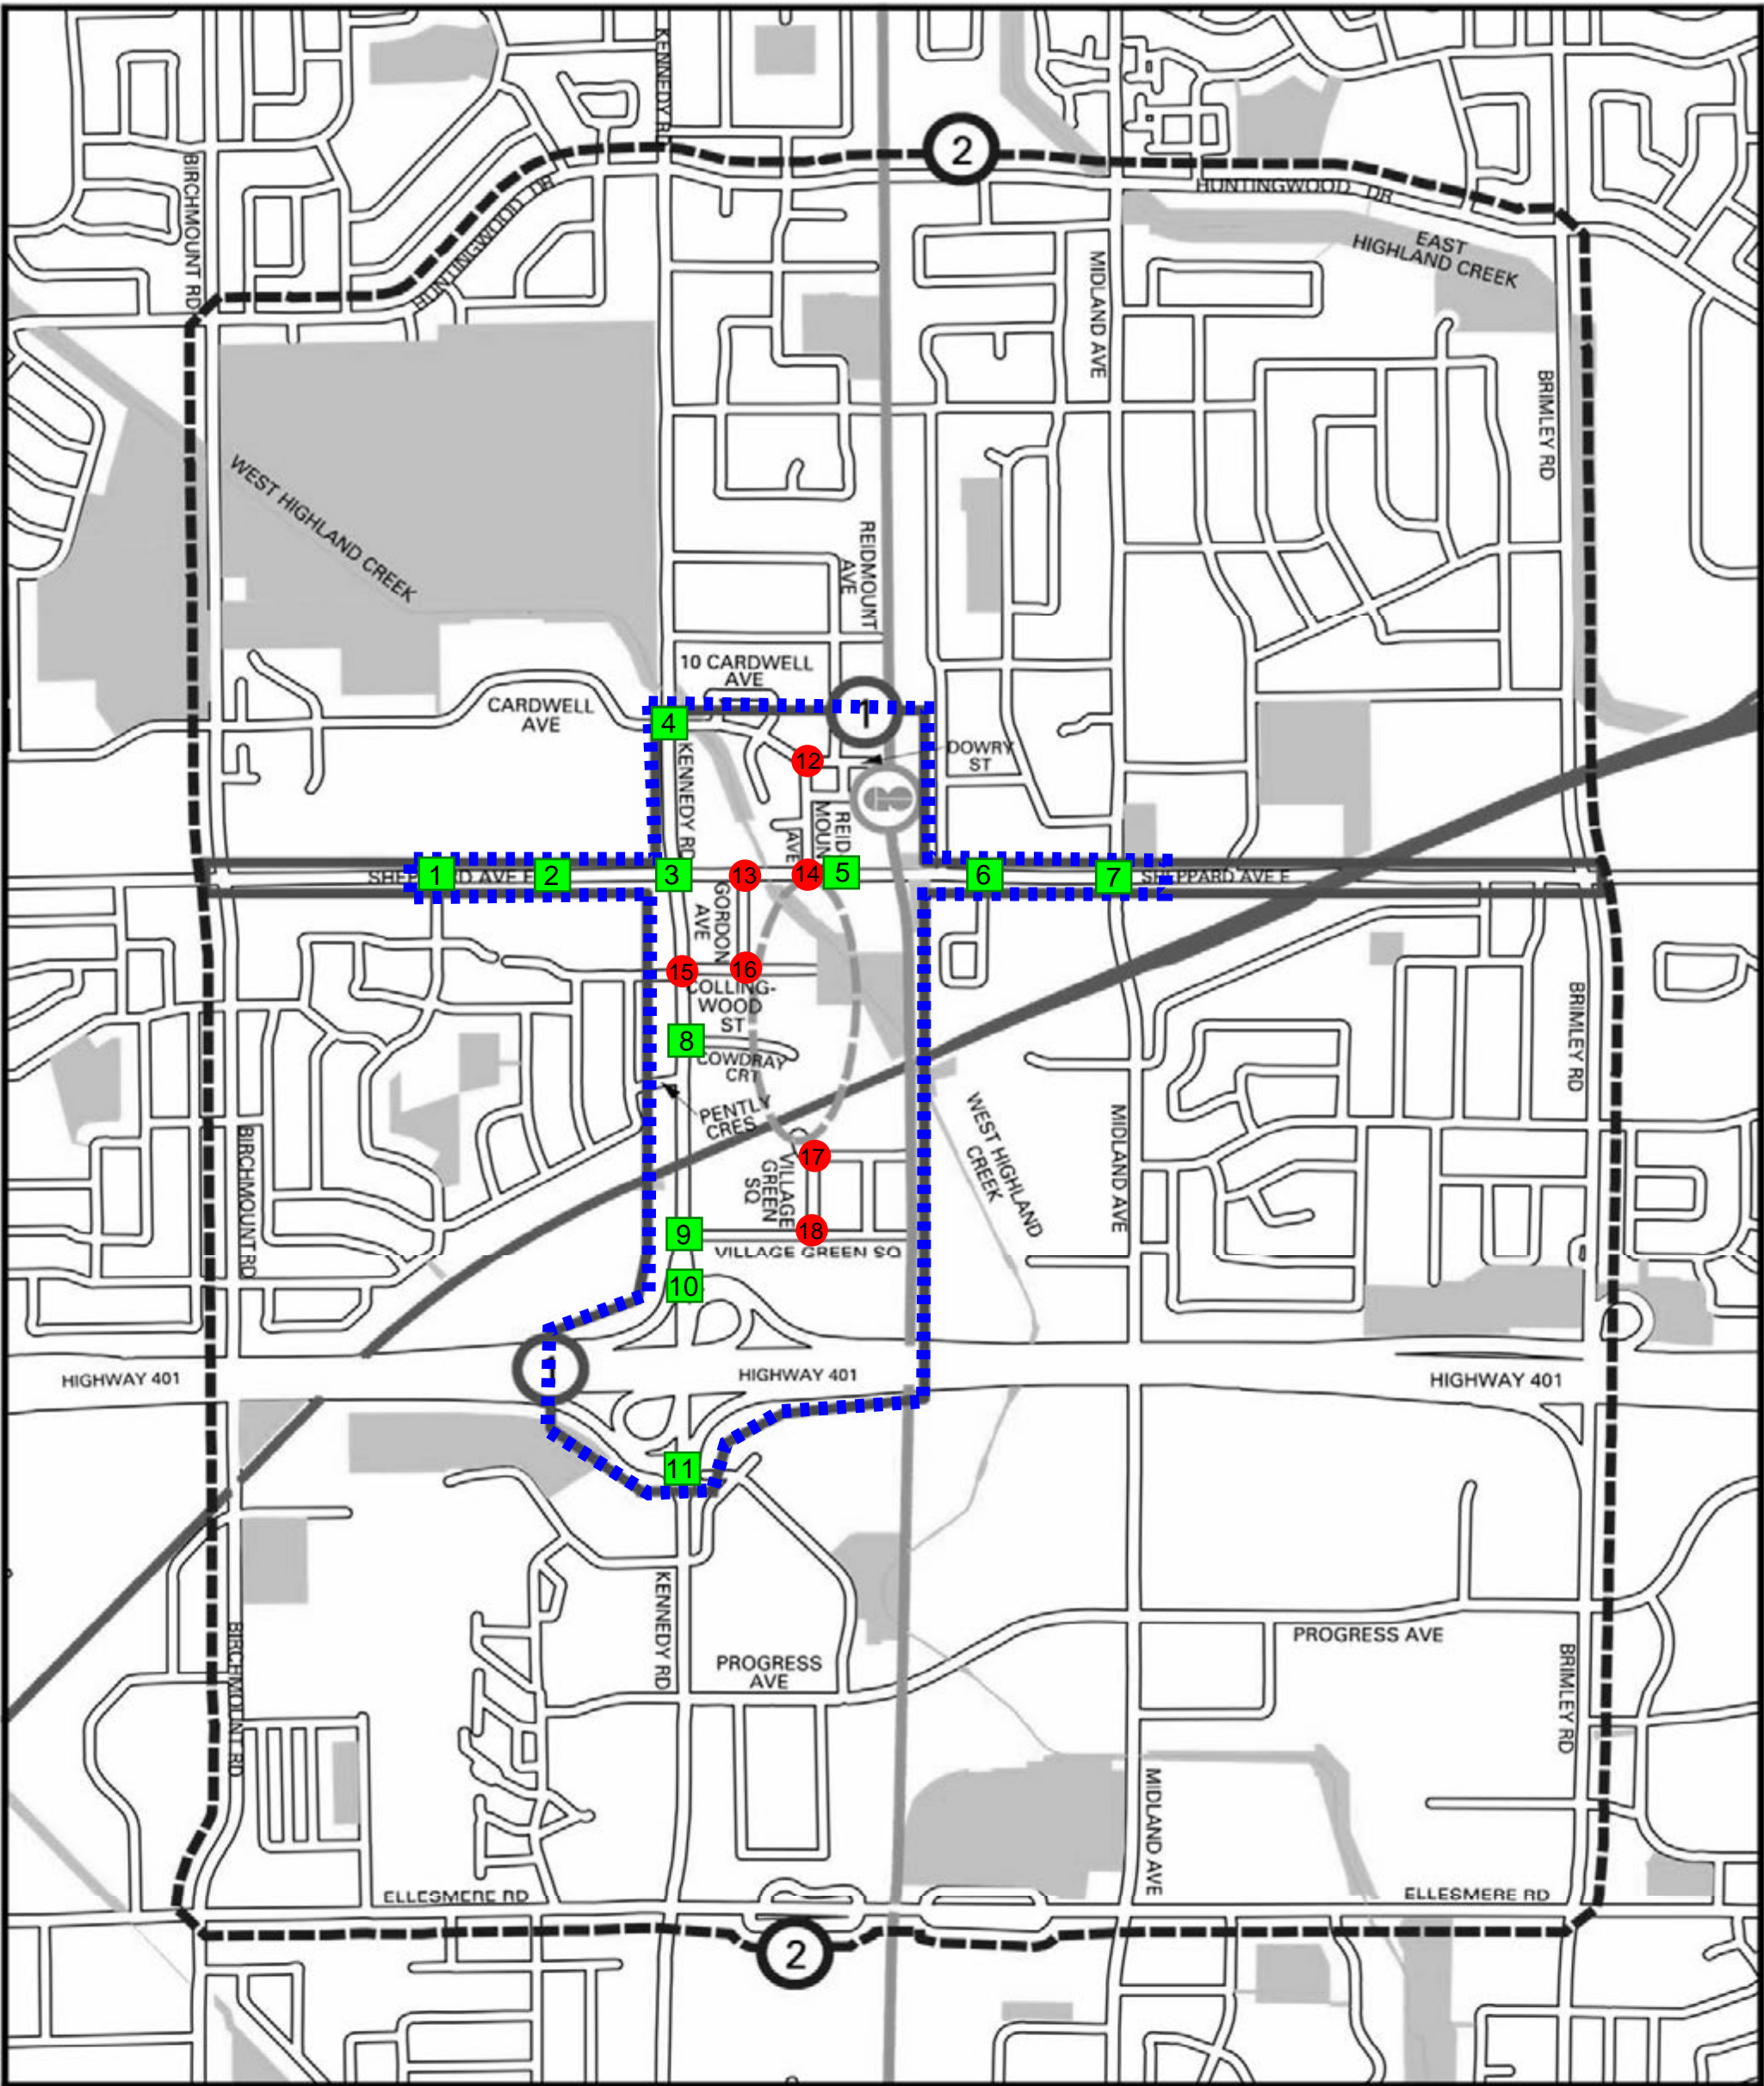 KENNEDY RD
2
HUNTINGWOOD DR
HUNTINGWOOD DR
BIRCHMOUNT RD
EAST
HIGHLAND CREEK
MIDLAND AVE
BRIMLEY RD
WEST HIGHLAND CREEK
REIDMOUNT
AVE
10 CARDWELL
AVE
CARDWELL
AVE
1
4
KENNEDY RD
12
DOWRY
ST
REID-
MOUN
AVE
SHEPPARD AVE E
1
2
3
13
14
5
6
7
SHEPPARD AVE E
GORDON
AVE
15
16
COLLING-
WOOD
ST
8
COWDRAY
CRT
PENTLY
CRES
BRIMLEY RD
WEST HIGHLAND
CREEK
MIDLAND AVE
BIRCHMOUNT RD
17
VILLAGE
GREEN
SQ
9
18
VILLAGE GREEN SQ
10
1
HIGHWAY 401
HIGHWAY 401
HIGHWAY 401
11
KENNEDY RD
BIRCHMOUNT RD
PROGRESS
AVE
PROGRESS AVE
BRIMLEY RD
MIDLAND AVE
ELLESMERE RD
ELLESMERE RD
2